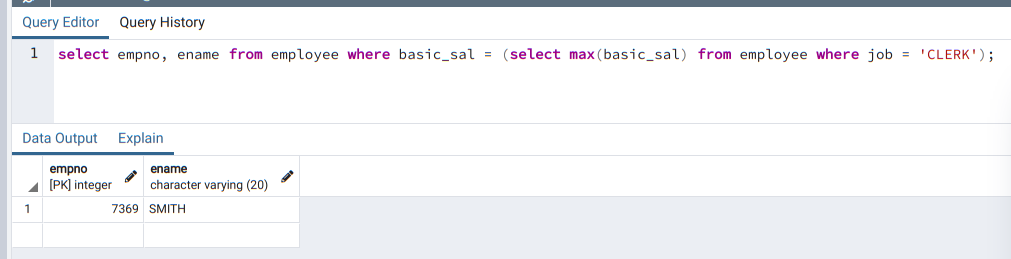 Query Editor Query History
1 select empno, ename from employee where basic_sal = (select max(basic_sal) from employee where job = 'CLERK');
Data Output Explain
empno ename
[PK] integer character varying (20)
1 7369 SMITH